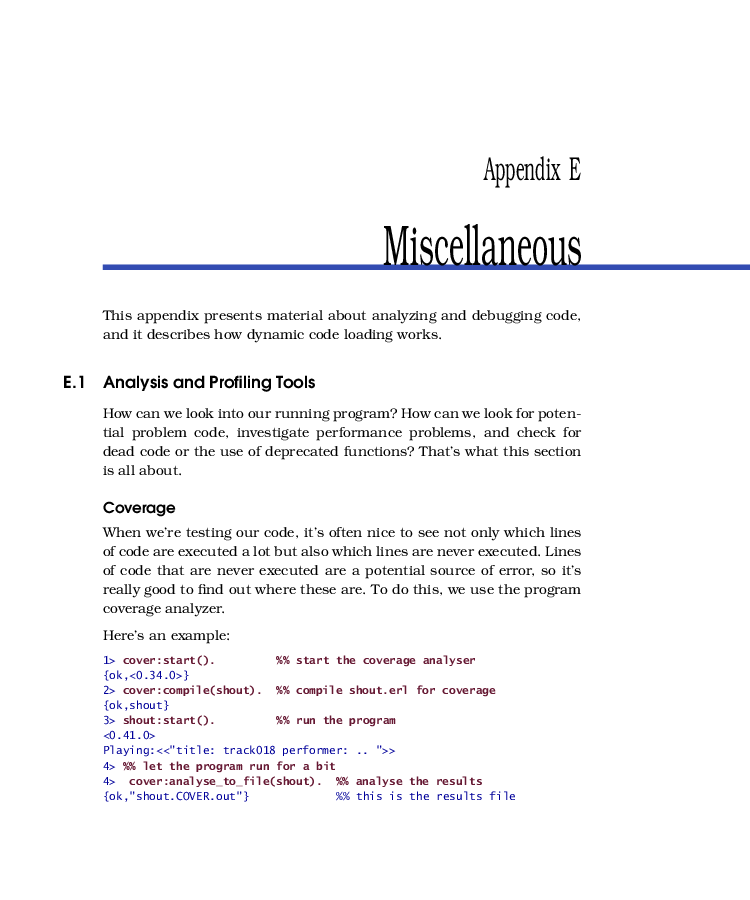 Appendix E
Miscellaneous
This appendix presents material about analyzing and debugging code,
and it describes how dynamic code loading works.
E.1 Analysis and Profiling Tools
How can we look into our running program? How can we look for poten-
tial problem code, investigate performance problems, and check for
dead code or the use of deprecated functions? That's what this section
is all about.
Coverage
When we're testing our code, it's often nice to see not only which lines
of code are executed a lot but also which lines are never executed. Lines
of code that are never executed are a potential source of error, so it's
really good to find out where these are. To do this, we use the program
coverage analyzer.
Here's an example:
1> cover:start().         %% start the coverage analyser
{ok,<0.34.0>}
2> cover:compile(shout).  %% compile shout.erl for coverage
{ok,shout}
3> shout:start().         %% run the program
<0.41.0>
Playing:<<"title: track018 performer: .. ">>
4> %% let the program run for a bit
4>  cover:analyse_to_file(shout).  %% analyse the results
{ok,"shout.COVER.out"}             %% this is the results file